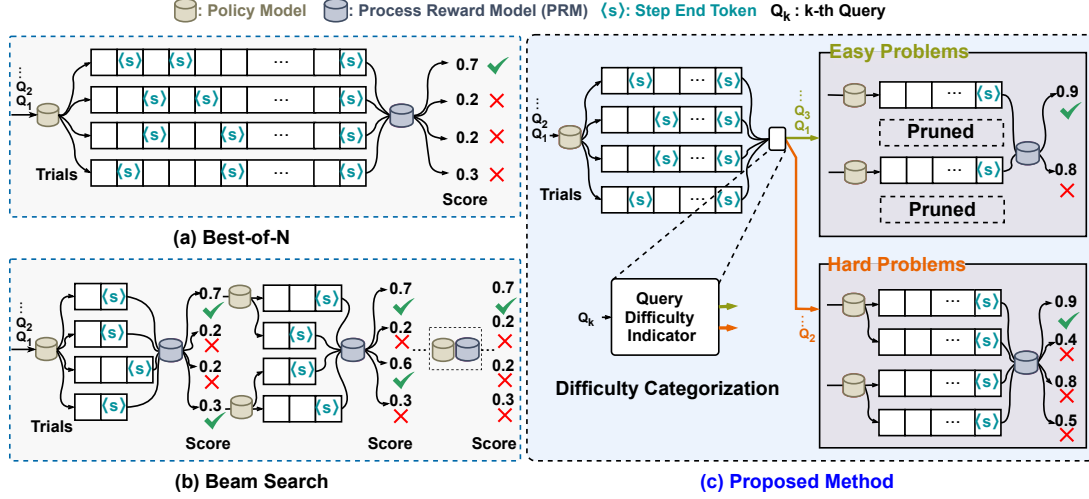 : Policy Model : Process Reward Model (PRM) ⟨s⟩: Step End Token Qk : k-th Query
... Q2 Q1
⟨s⟩ ⟨s⟩ ... ⟨s⟩
⟨s⟩ ⟨s⟩ ... ⟨s⟩
⟨s⟩ ⟨s⟩ ... ⟨s⟩
⟨s⟩ ⟨s⟩ ... ⟨s⟩
Trials
0.7
0.2
0.2
0.3
Score
(a) Best-of-N
... Q2 Q1
⟨s⟩
⟨s⟩
⟨s⟩
⟨s⟩
Trials
0.7
0.2
0.2
0.3
Score
⟨s⟩
⟨s⟩
⟨s⟩
⟨s⟩
0.7
0.2
0.6
0.3
Score
...
...
0.7
0.2
0.2
0.3
Score
(b) Beam Search
... Q2 Q1
⟨s⟩ ... ⟨s⟩
⟨s⟩ ... ⟨s⟩
⟨s⟩ ... ⟨s⟩
⟨s⟩ ... ⟨s⟩
Trials
... Q3 Q1
... Q2
Qk
Query
Difficulty
Indicator
Difficulty Categorization
Easy Problems
... ⟨s⟩
Pruned
... ⟨s⟩
Pruned
0.9
0.8
Hard Problems
... ⟨s⟩
... ⟨s⟩
... ⟨s⟩
... ⟨s⟩
0.9
0.4
0.8
0.5
(c) Proposed Method